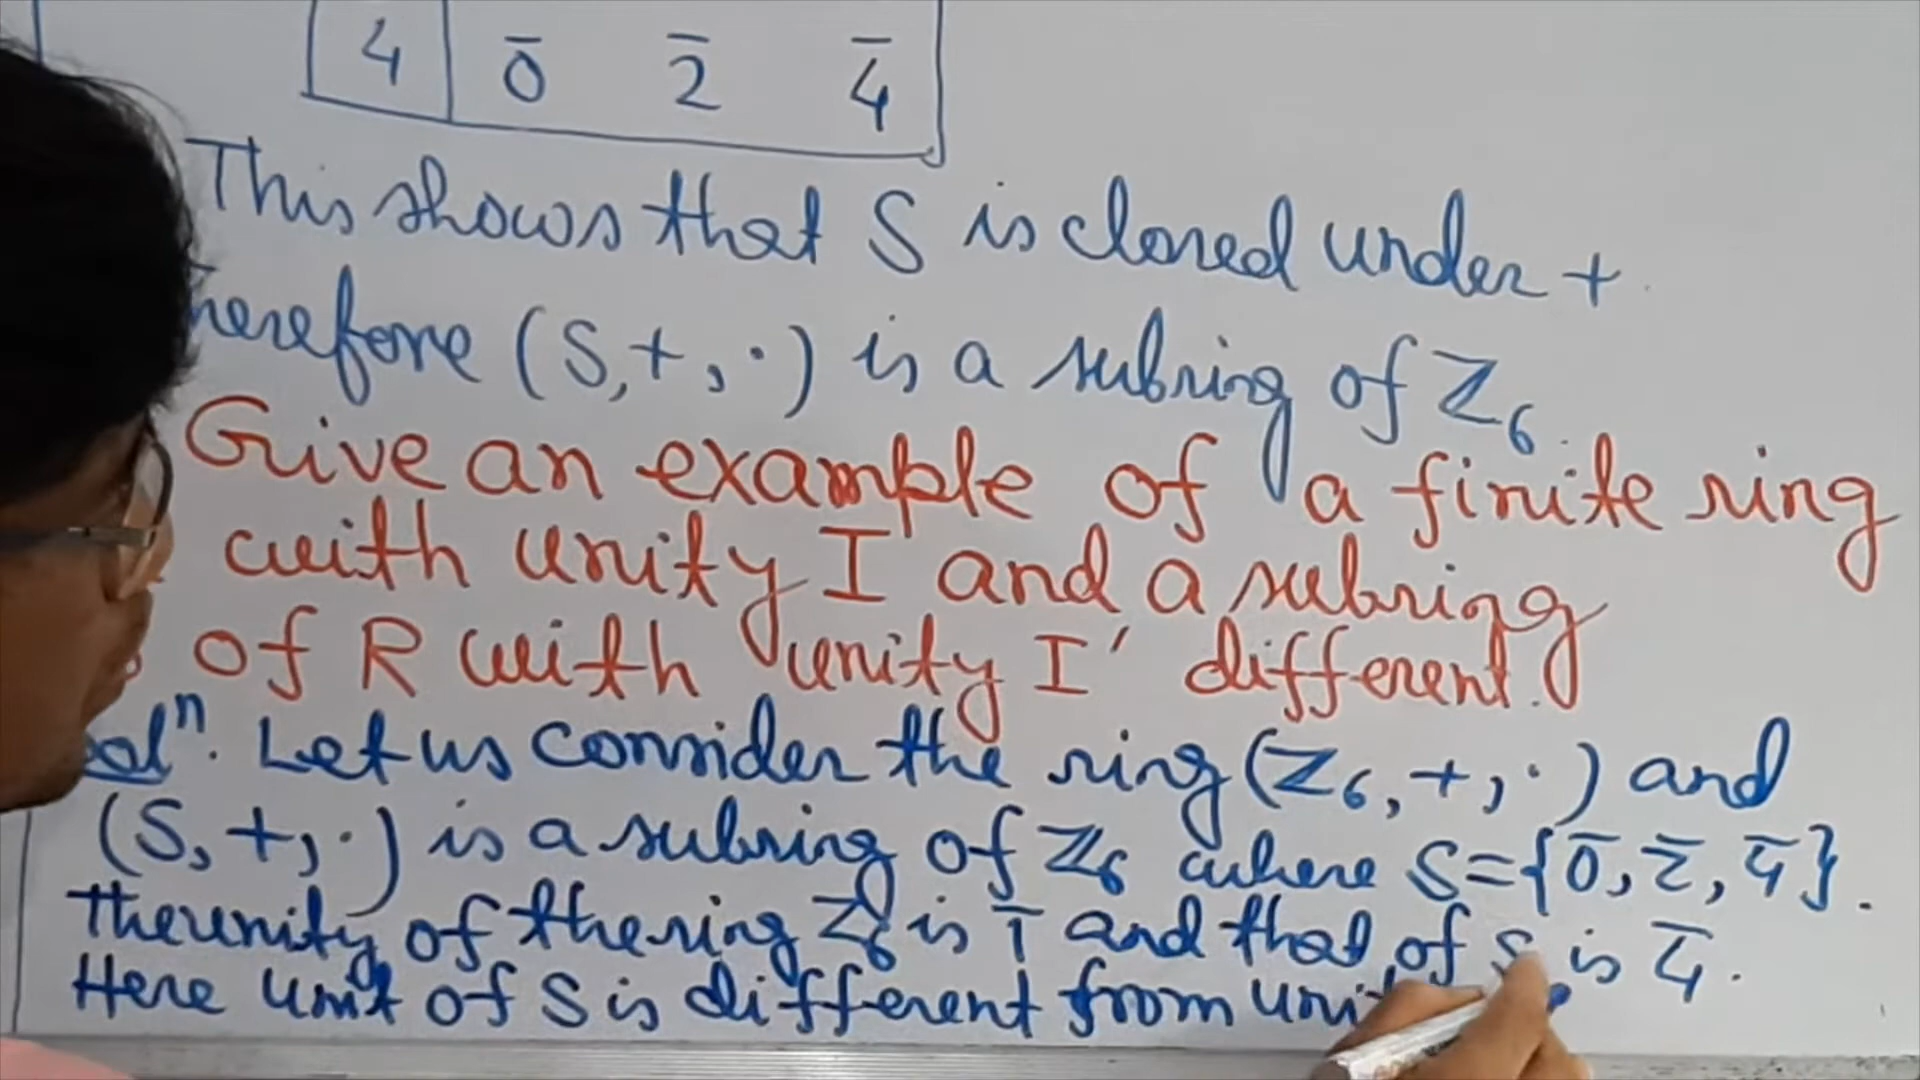 4 0̄ 2̄ 4̄
This shows that S is closed under +
herefore (S,+,·) is a subring of Z₆
Give an example of a finite ring
with unity I and a subring
of R with unity I′ different.
solⁿ. Let us consider the ring (Z₆,+,·) and
(S,+,·) is a subring of Z₆ where S={0̄,2̄,4̄}.
The unity of the ring Z₆ is 1̄ and that of S is 4̄.
Here unit of S is different from unit